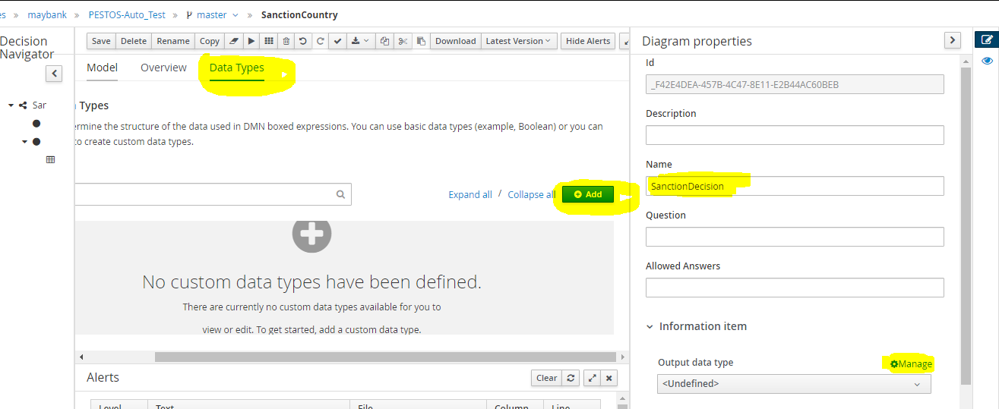 es » maybank » PESTOS-Auto_Test » master » SanctionCountry
Decision
Navigator
Sar
Save Delete Rename Copy Download Latest Version Hide Alerts
Model Overview Data Types
Types
ermine the structure of the data used in DMN boxed expressions. You can use basic data types (example, Boolean) or you can
to create custom data types.
Expand all / Collapse all Add
No custom data types have been defined.
There are currently no custom data types available for you to
view or edit. To get started, add a custom data type.
Alerts
Clear
Level Text File Column Line
Diagram properties
Id
_F42E4DEA-457B-4C47-8E11-E2B44AC60BEB
Description
Name
SanctionDecision
Question
Allowed Answers
Information item
Output data type Manage
<Undefined>